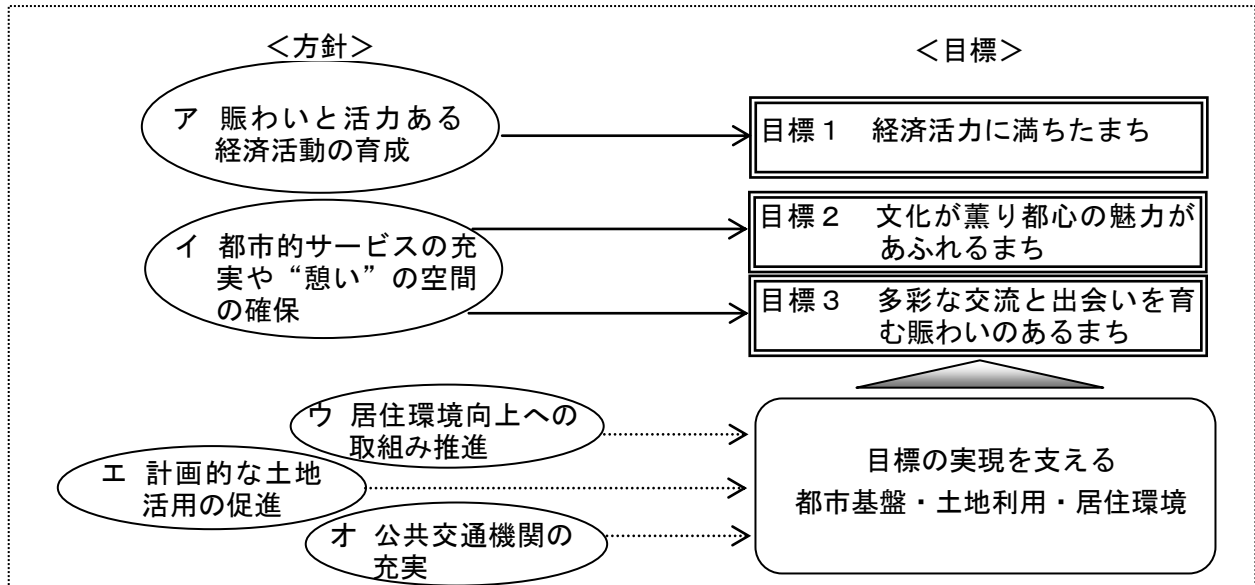 <方針>
ア 賑わいと活力ある
経済活動の育成
イ 都市的サービスの充
実や“憩い”の空間
の確保
ウ 居住環境向上への
取組み推進
エ 計画的な土地
活用の促進
オ 公共交通機関の
充実
<目標>
目標１ 経済活力に満ちたまち
目標２ 文化が薫り都心の魅力が
あふれるまち
目標３ 多彩な交流と出会いを育
む賑わいのあるまち
目標の実現を支える
都市基盤・土地利用・居住環境